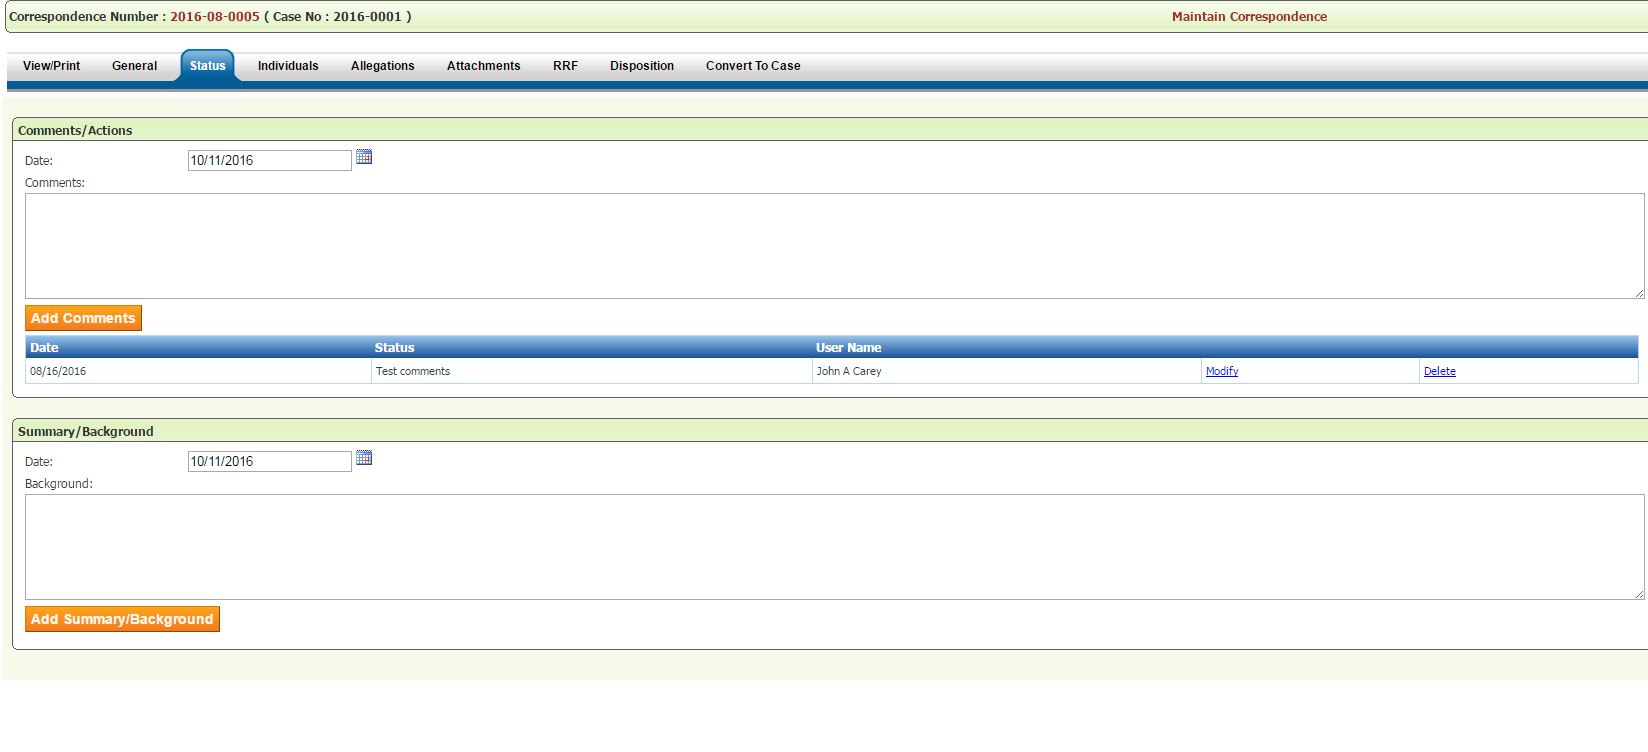 Correspondence Number : 2016-08-0005 ( Case No : 2016-0001 ) Maintain Correspondence
View/Print General Status Individuals Allegations Attachments RRF Disposition Convert To Case
Comments/Actions
Date: 10/11/2016
Comments:
Add Comments
Date Status User Name
08/16/2016 Test comments John A Carey Modify Delete
Summary/Background
Date: 10/11/2016
Background:
Add Summary/Background